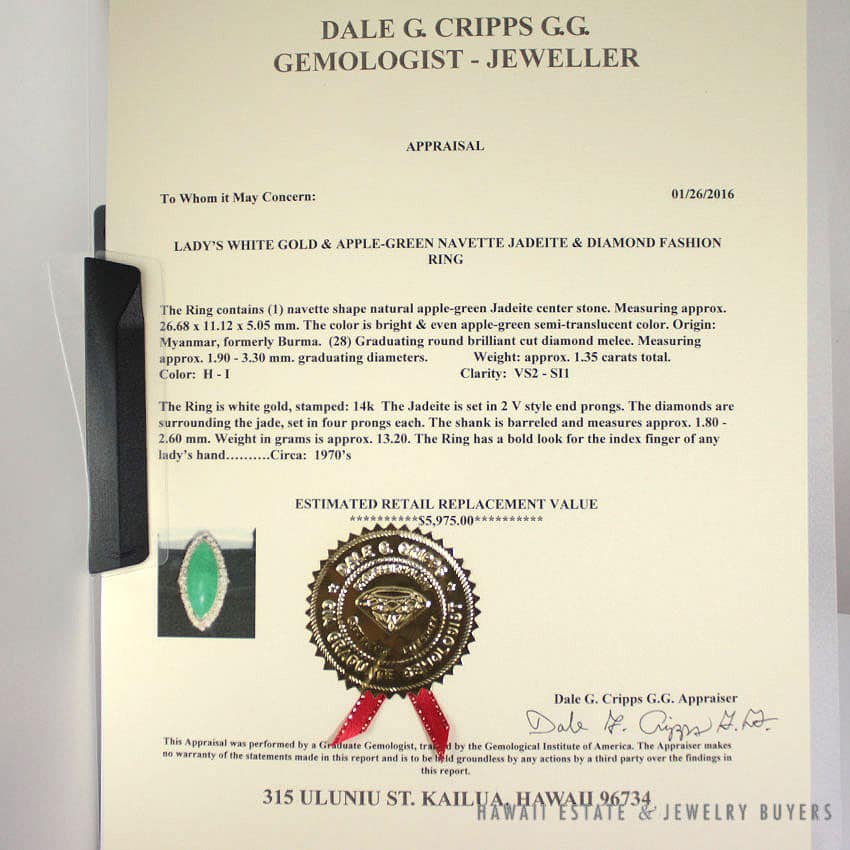 DALE G. CRIPPS G.G.
GEMOLOGIST - JEWELLER
APPRAISAL
To Whom it May Concern: 01/26/2016
LADY'S WHITE GOLD & APPLE-GREEN NAVETTE JADEITE & DIAMOND FASHION
RING
The Ring contains (1) navette shape natural apple-green Jadeite center stone. Measuring approx.
26.68 x 11.12 x 5.05 mm. The color is bright & even apple-green semi-translucent color. Origin:
Myanmar, formerly Burma. (28) Graduating round brilliant cut diamond melee. Measuring
approx. 1.90 - 3.30 mm. graduating diameters. Weight: approx. 1.35 carats total.
Color: H - I Clarity: VS2 - SI1
The Ring is white gold, stamped: 14k The Jadeite is set in 2 V style end prongs. The diamonds are
surrounding the jade, set in four prongs each. The shank is barreled and measures approx. 1.80 -
2.60 mm. Weight in grams is approx. 13.20. The Ring has a bold look for the index finger of any
lady's hand..........Circa: 1970's
ESTIMATED RETAIL REPLACEMENT VALUE
**********$5,975.00**********
DALE G. CRIPPS
GEMOLOGIST
Dale G. Cripps G.G. Appraiser
Dale G. Cripps G.G.
This Appraisal was performed by a Graduate Gemologist, trained by the Gemological Institute of America. The Appraiser makes
no warranty of the statements made in this report and is to be held groundless by any actions by a third party over the findings in
this report.
315 ULUNIU ST. KAILUA, HAWAII 96734
HAWAII ESTATE & JEWELRY BUYERS